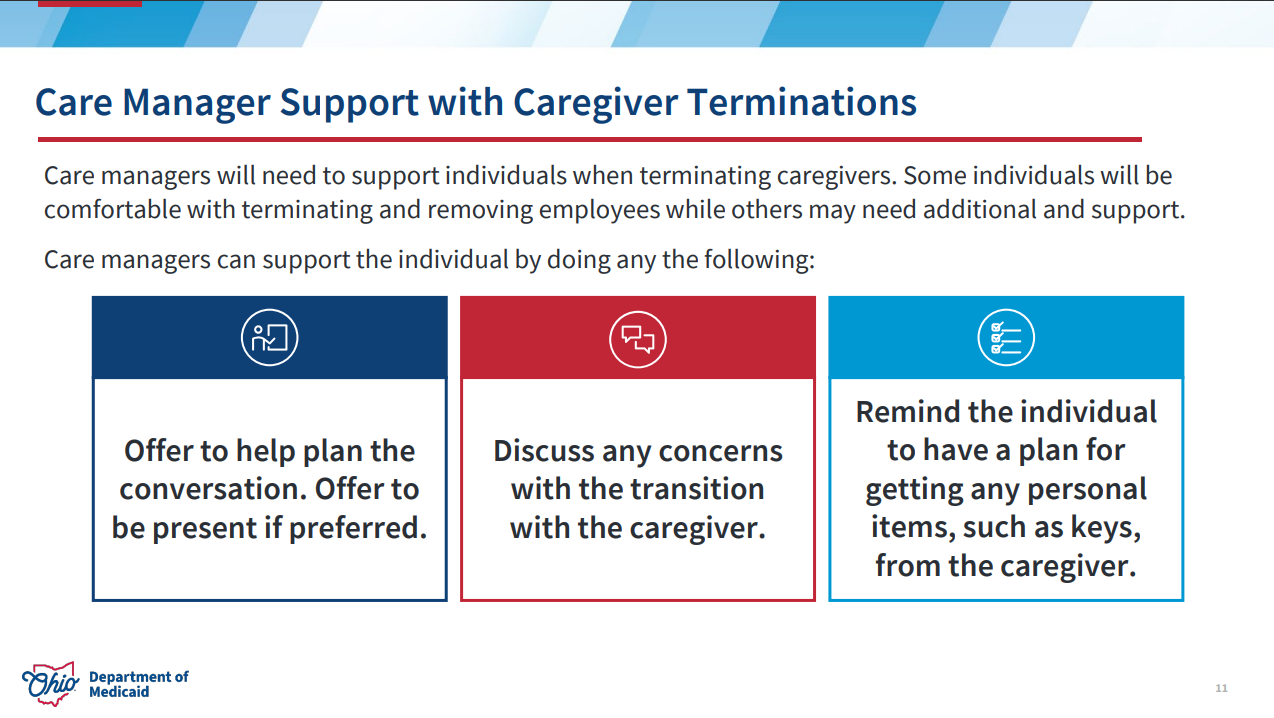 Care Manager Support with Caregiver Terminations
Care managers will need to support individuals when terminating caregivers. Some individuals will be
comfortable with terminating and removing employees while others may need additional and support.
Care managers can support the individual by doing any the following:
Offer to help plan the
conversation. Offer to
be present if preferred.
Discuss any concerns
with the transition
with the caregiver.
Remind the individual
to have a plan for
getting any personal
items, such as keys,
from the caregiver.
Ohio
Department of
Medicaid
11